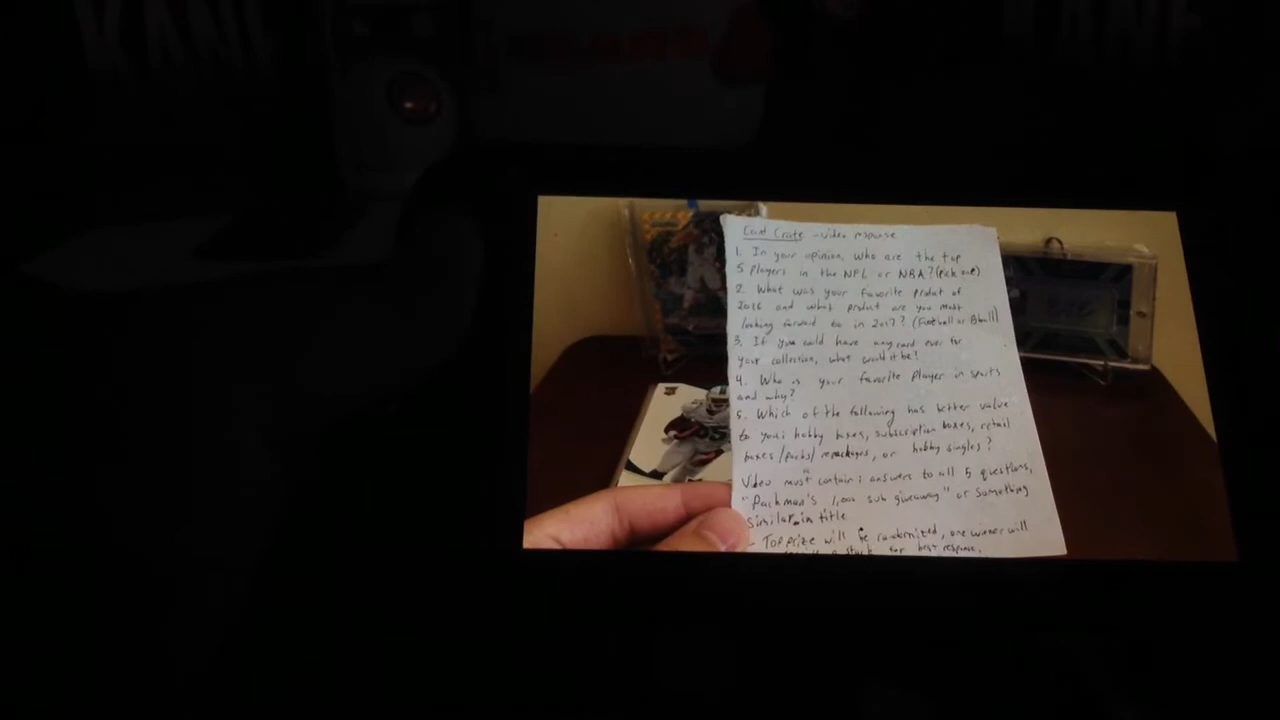 KANE
KANE
Card Crate - video response
1. In your opinion, who are the top
5 players in the NFL or NBA? (pick one)
2. What was your favorite product of
2016 and what product are you most
looking forward to in 2017? (Football or Bball)
3. If you could have any card ever for
your collection, what would it be?
4. Who is your favorite player in sports
and why?
5. Which of the following has better value
to you: hobby boxes, subscription boxes, retail
boxes/packs/repackages, or hobby singles?
Video must contain: answers to all 5 questions,
"Packman's 1,000 sub giveaway" or something
similar in title
- Top prize will be randomized, one winner will
a stack for best response.